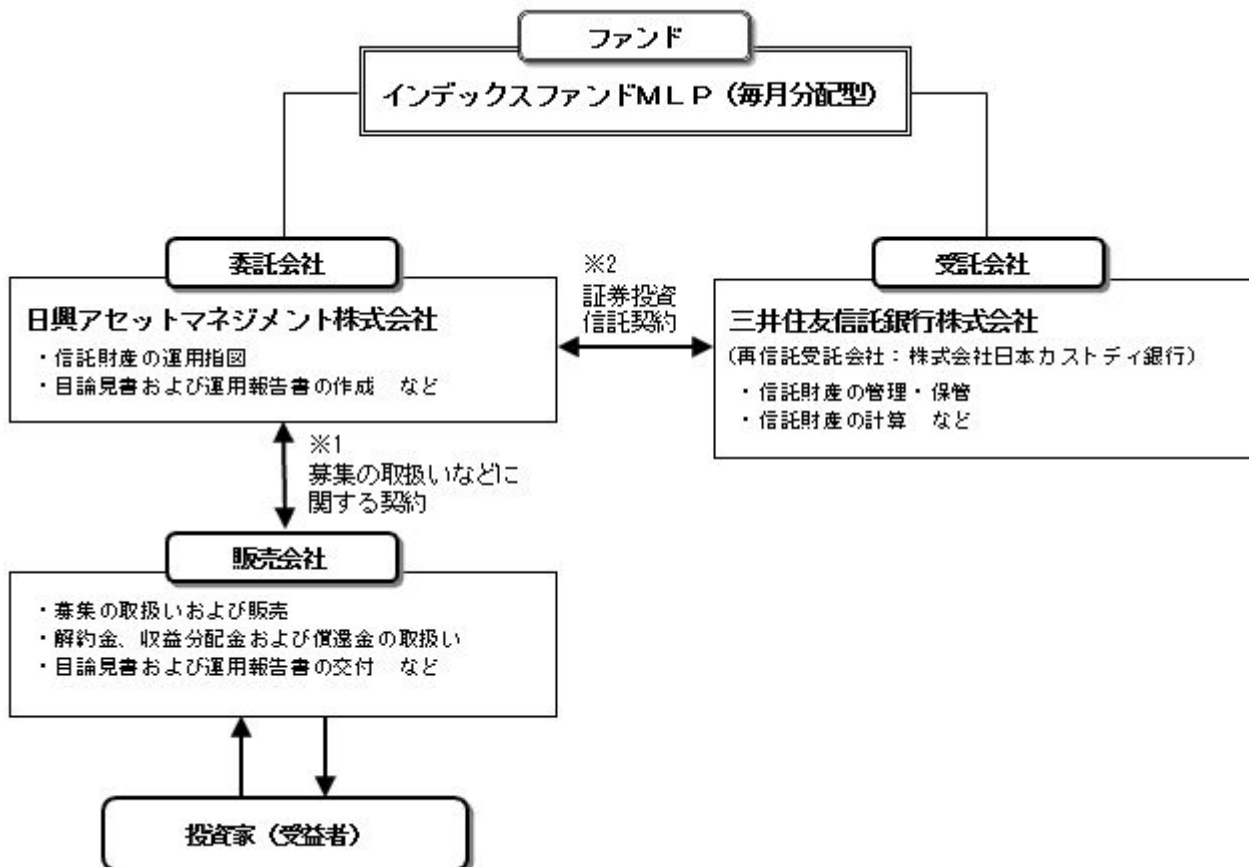 ファンド
インデックスファンドMLP（毎月分配型）
委託会社
日興アセットマネジメント株式会社
・信託財産の運用指図
・目論見書および運用報告書の作成　など
※2
証券投資
信託契約
受託会社
三井住友信託銀行株式会社
（再信託受託会社：株式会社日本カストディ銀行）
・信託財産の管理・保管
・信託財産の計算　など
※1
募集の取扱いなどに
関する契約
販売会社
・募集の取扱いおよび販売
・解約金、収益分配金および償還金の取扱い
・目論見書および運用報告書の交付　など
投資家（受益者）